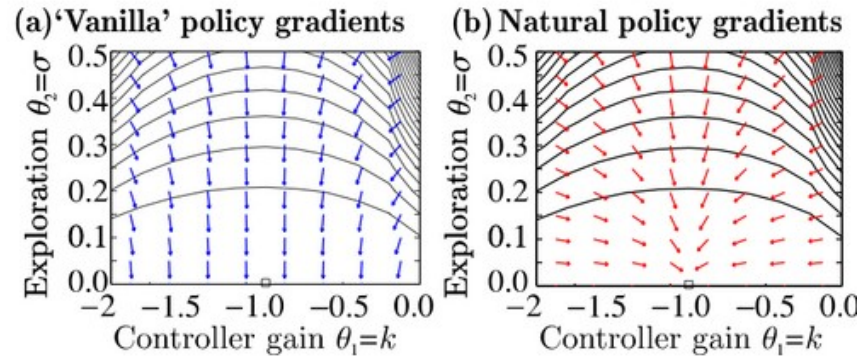 (a)‘Vanilla’ policy gradients
Exploration θ₂=σ
0.5
0.4
0.3
0.2
0.1
0.0
−2 −1.5 −1.0 −0.5 0.0
Controller gain θ₁=k
(b) Natural policy gradients
Exploration θ₂=σ
0.5
0.4
0.3
0.2
0.1
0.0
−2 −1.5 −1.0 −0.5 0.0
Controller gain θ₁=k